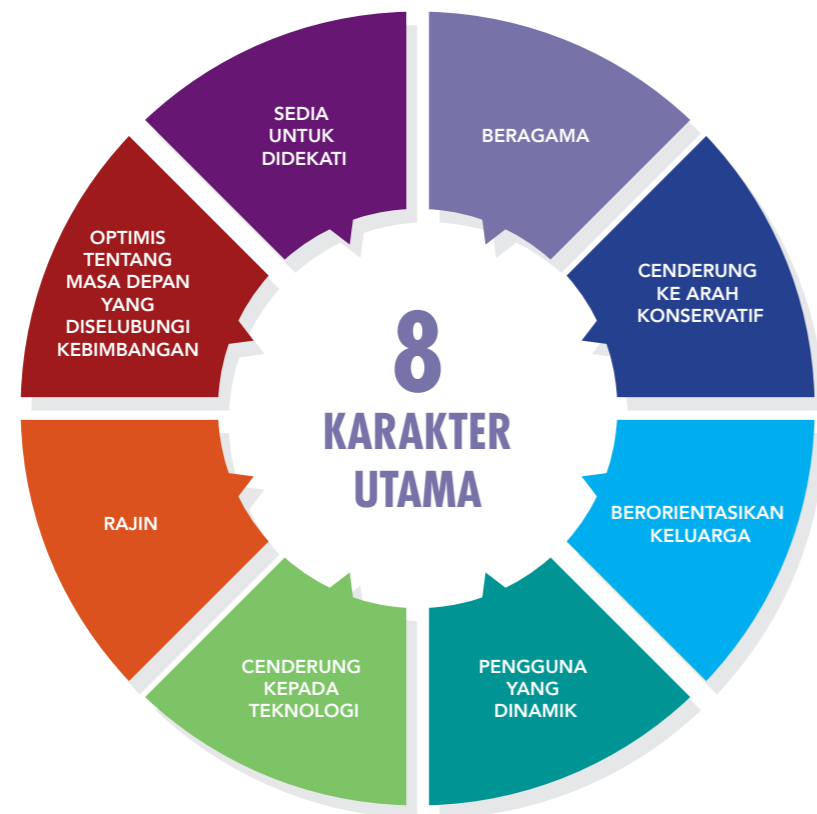 8
KARAKTER
UTAMA
BERAGAMA
CENDERUNG
KE ARAH
KONSERVATIF
BERORIENTASIKAN
KELUARGA
PENGGUNA
YANG
DINAMIK
CENDERUNG
KEPADA
TEKNOLOGI
RAJIN
OPTIMIS
TENTANG
MASA DEPAN
YANG
DISELUBUNGI
KEBIMBANGAN
SEDIA
UNTUK
DIDEKATI